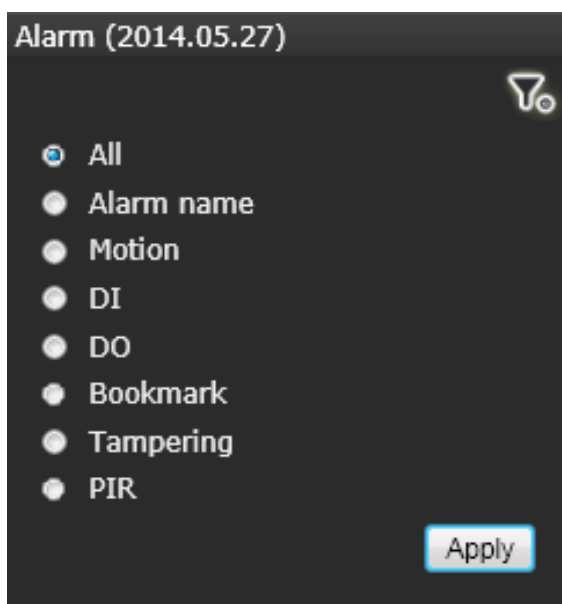 Alarm (2014.05.27)
All
Alarm name
Motion
DI
DO
Bookmark
Tampering
PIR
Apply